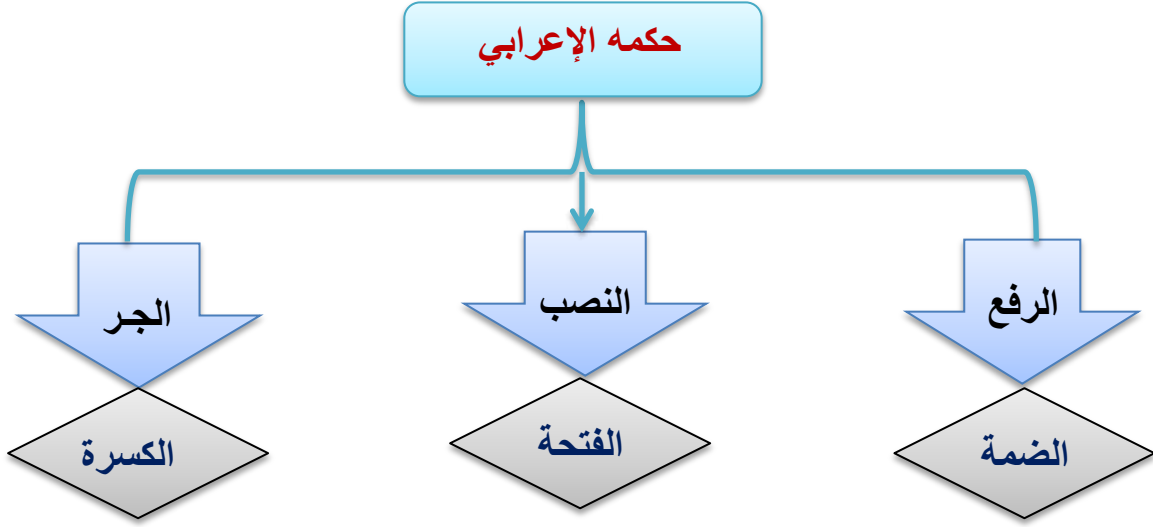 حكمه الإعرابي
الرفع
النصب
الجر
الضمة
الفتحة
الكسرة